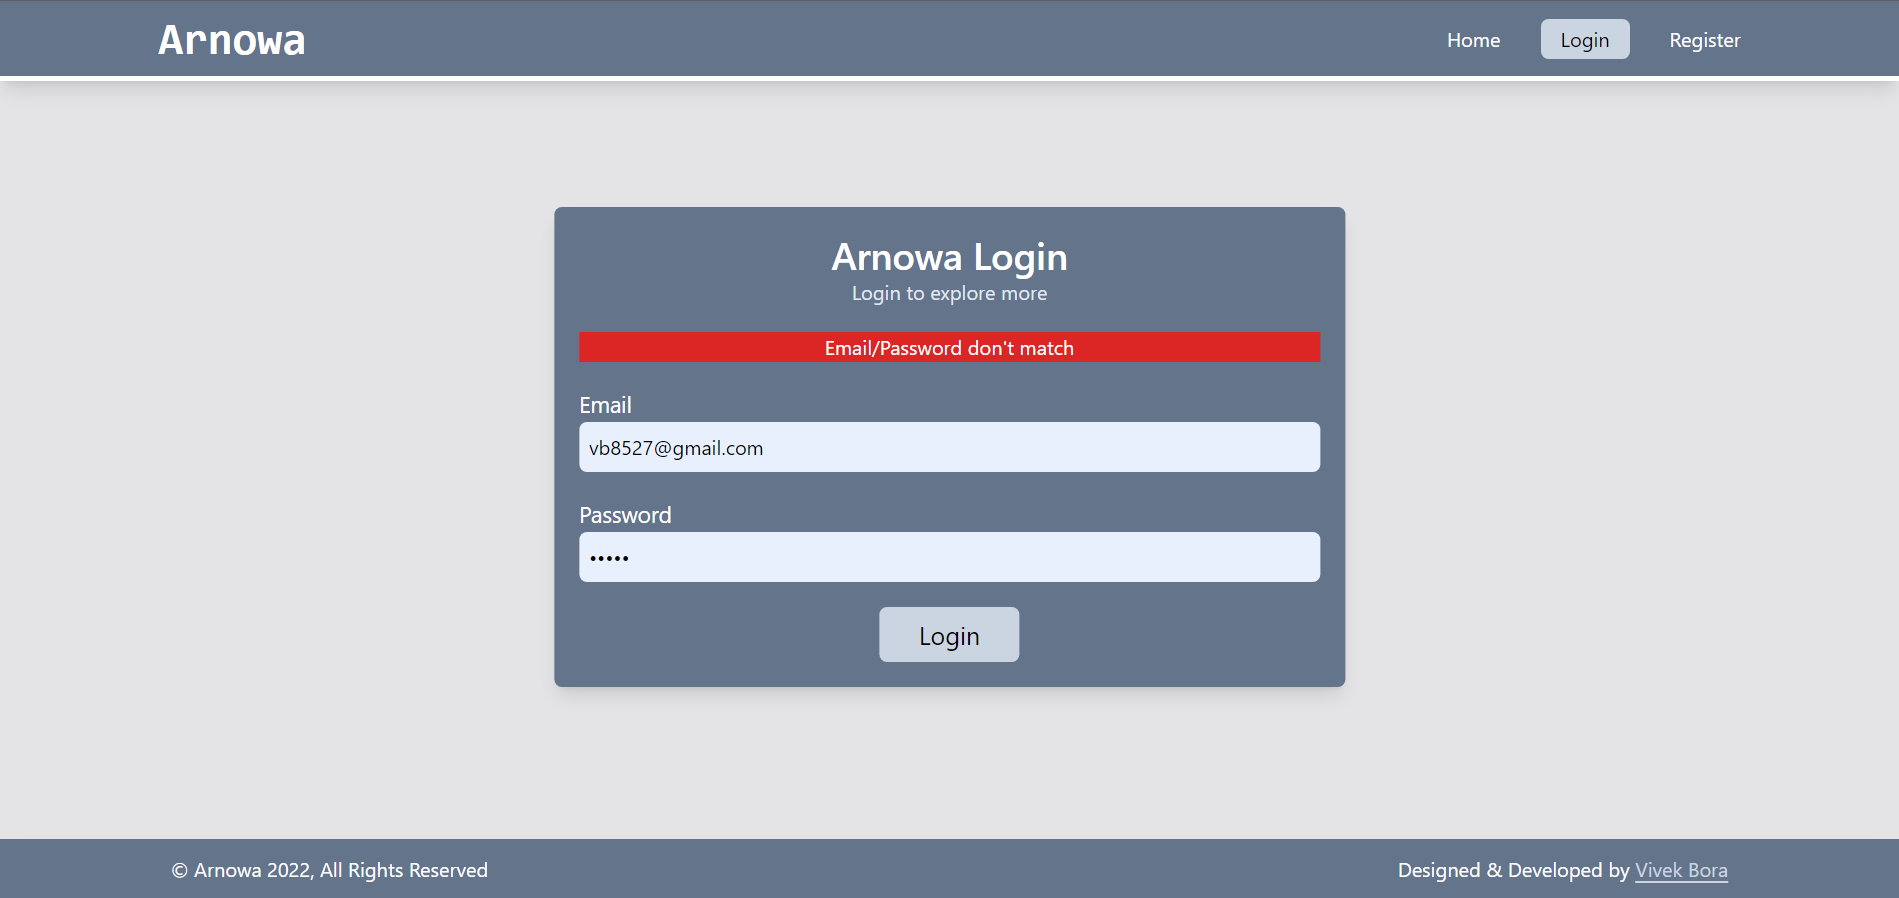 Arnowa
Home Login Register
Arnowa Login
Login to explore more
Email/Password don't match
Email
vb8527@gmail.com
Password
•••••
Login
© Arnowa 2022, All Rights Reserved
Designed & Developed by Vivek Bora